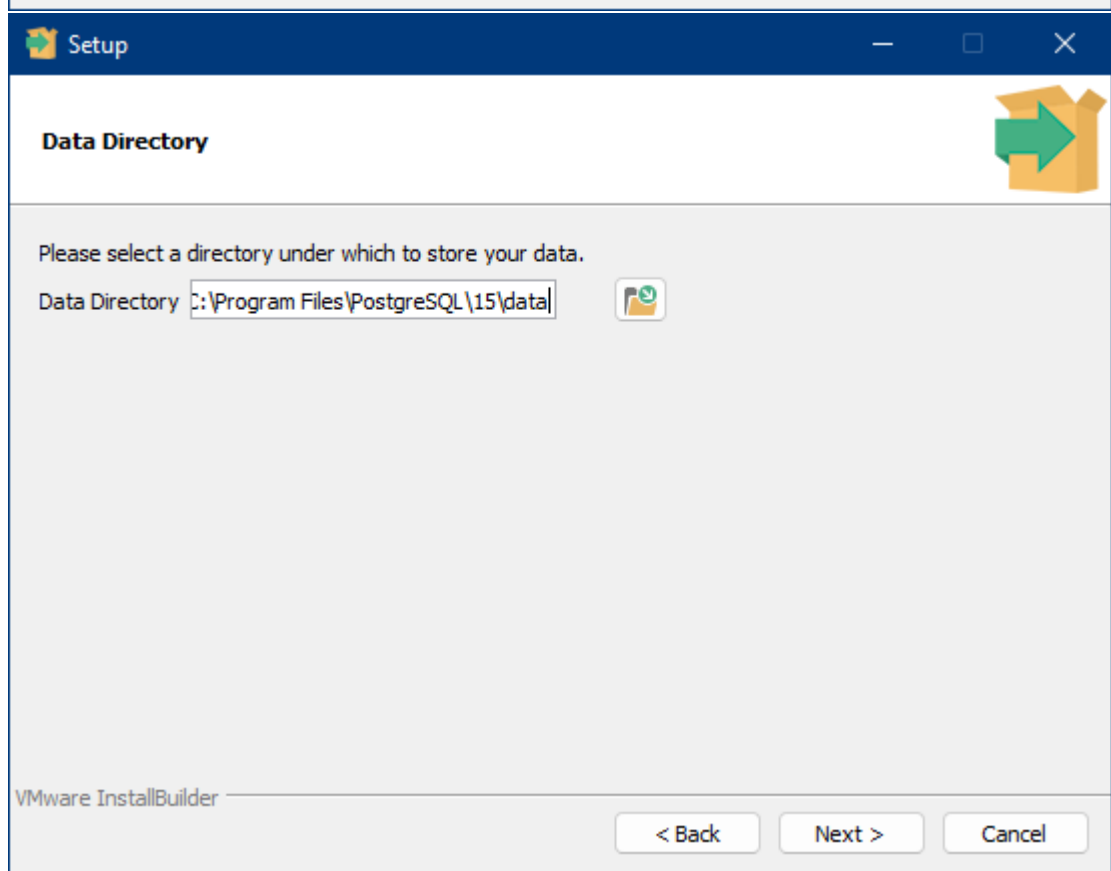 Setup
Data Directory
Please select a directory under which to store your data.
Data Directory C:\Program Files\PostgreSQL\15\data
VMware InstallBuilder
< Back Next > Cancel